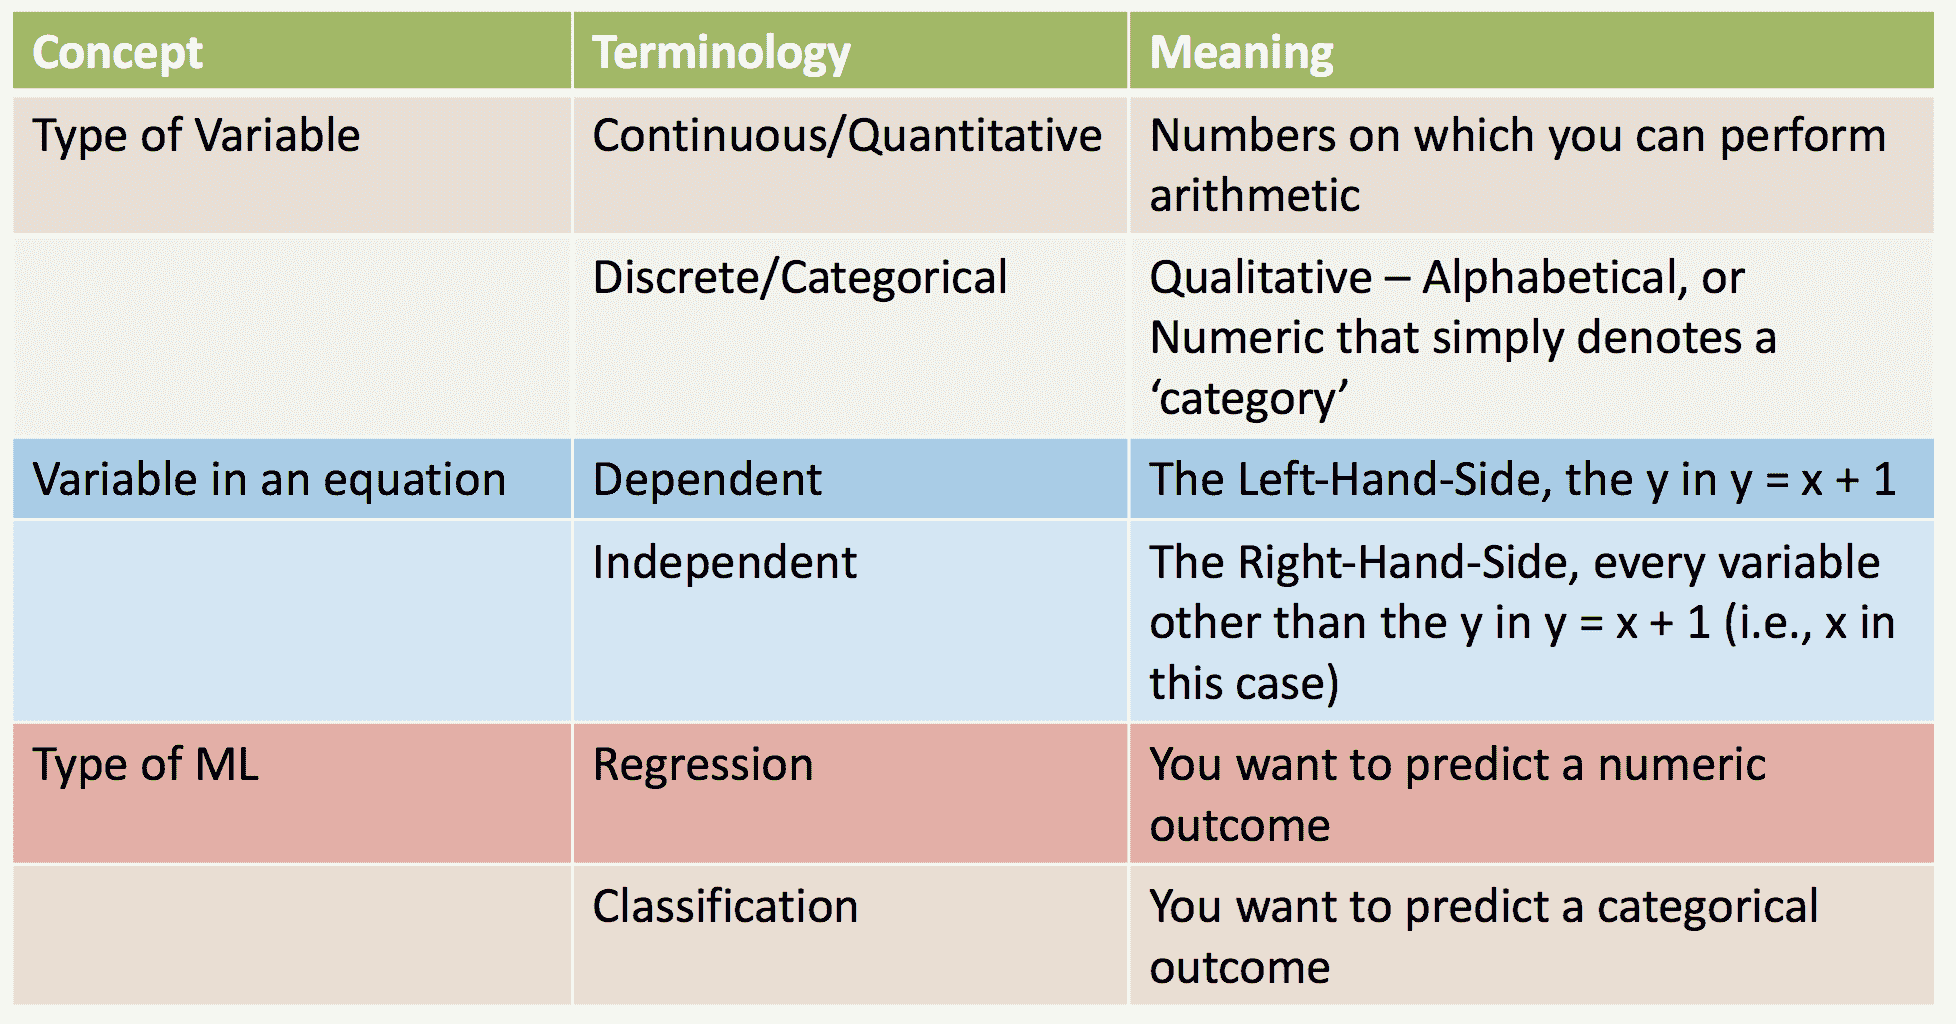 Concept
Terminology
Meaning
Type of Variable
Continuous/Quantitative
Numbers on which you can perform
arithmetic
Discrete/Categorical
Qualitative – Alphabetical, or
Numeric that simply denotes a
‘category’
Variable in an equation
Dependent
The Left-Hand-Side, the y in y = x + 1
Independent
The Right-Hand-Side, every variable
other than the y in y = x + 1 (i.e., x in
this case)
Type of ML
Regression
You want to predict a numeric
outcome
Classification
You want to predict a categorical
outcome